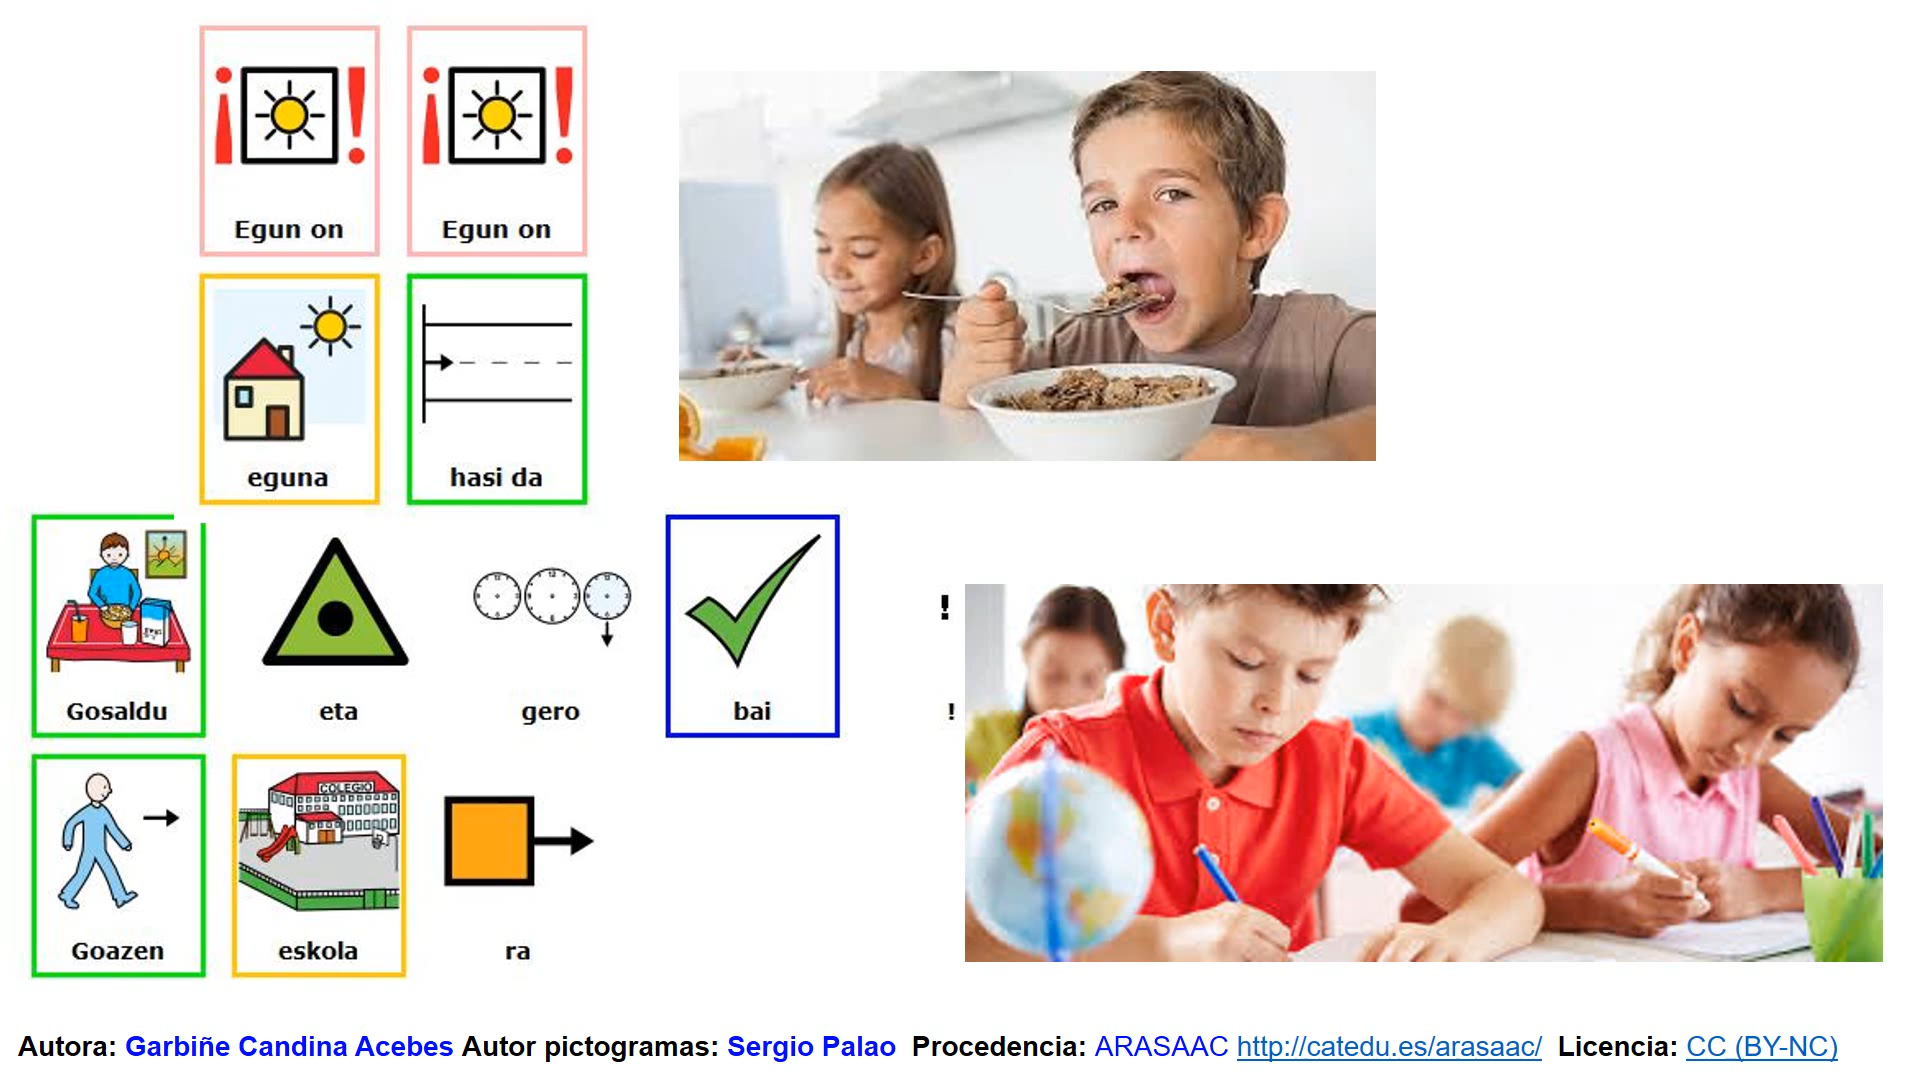 ¡ ! ¡ !
Egun on Egun on
eguna hasi da
!
Gosaldu eta gero bai !
COLEGIO
Goazen eskola ra
Autora: Garbiñe Candina Acebes Autor pictogramas: Sergio Palao Procedencia: ARASAAC http://catedu.es/arasaac/ Licencia: CC (BY-NC)